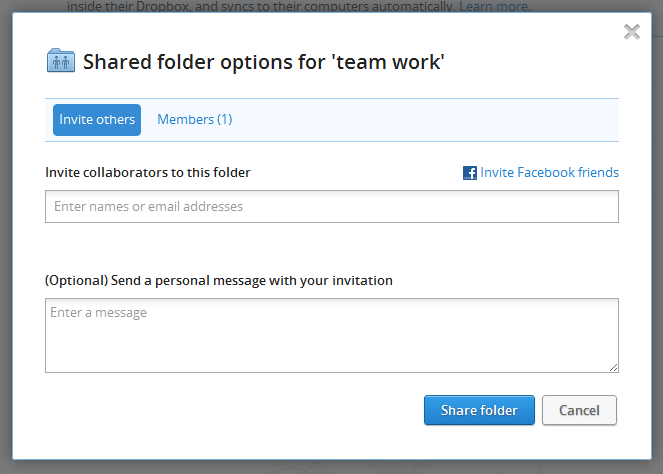 inside their Dropbox, and syncs to their computers automatically. Learn more.
Shared folder options for 'team work'
Invite others Members (1)
Invite collaborators to this folder Invite Facebook friends
Enter names or email addresses
(Optional) Send a personal message with your invitation
Enter a message
Share folder Cancel